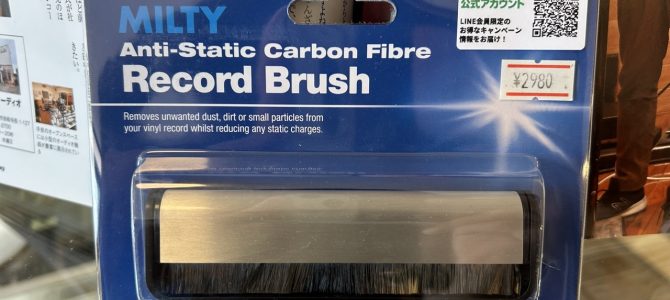 公式アカウント
LINE会員限定の
お得なキャンペーン
情報をお届け！
MILTY
Anti-Static Carbon Fibre
Record Brush
¥2980
Removes unwanted dust, dirt or small particles from
your vinyl record whilst reducing any static charges.